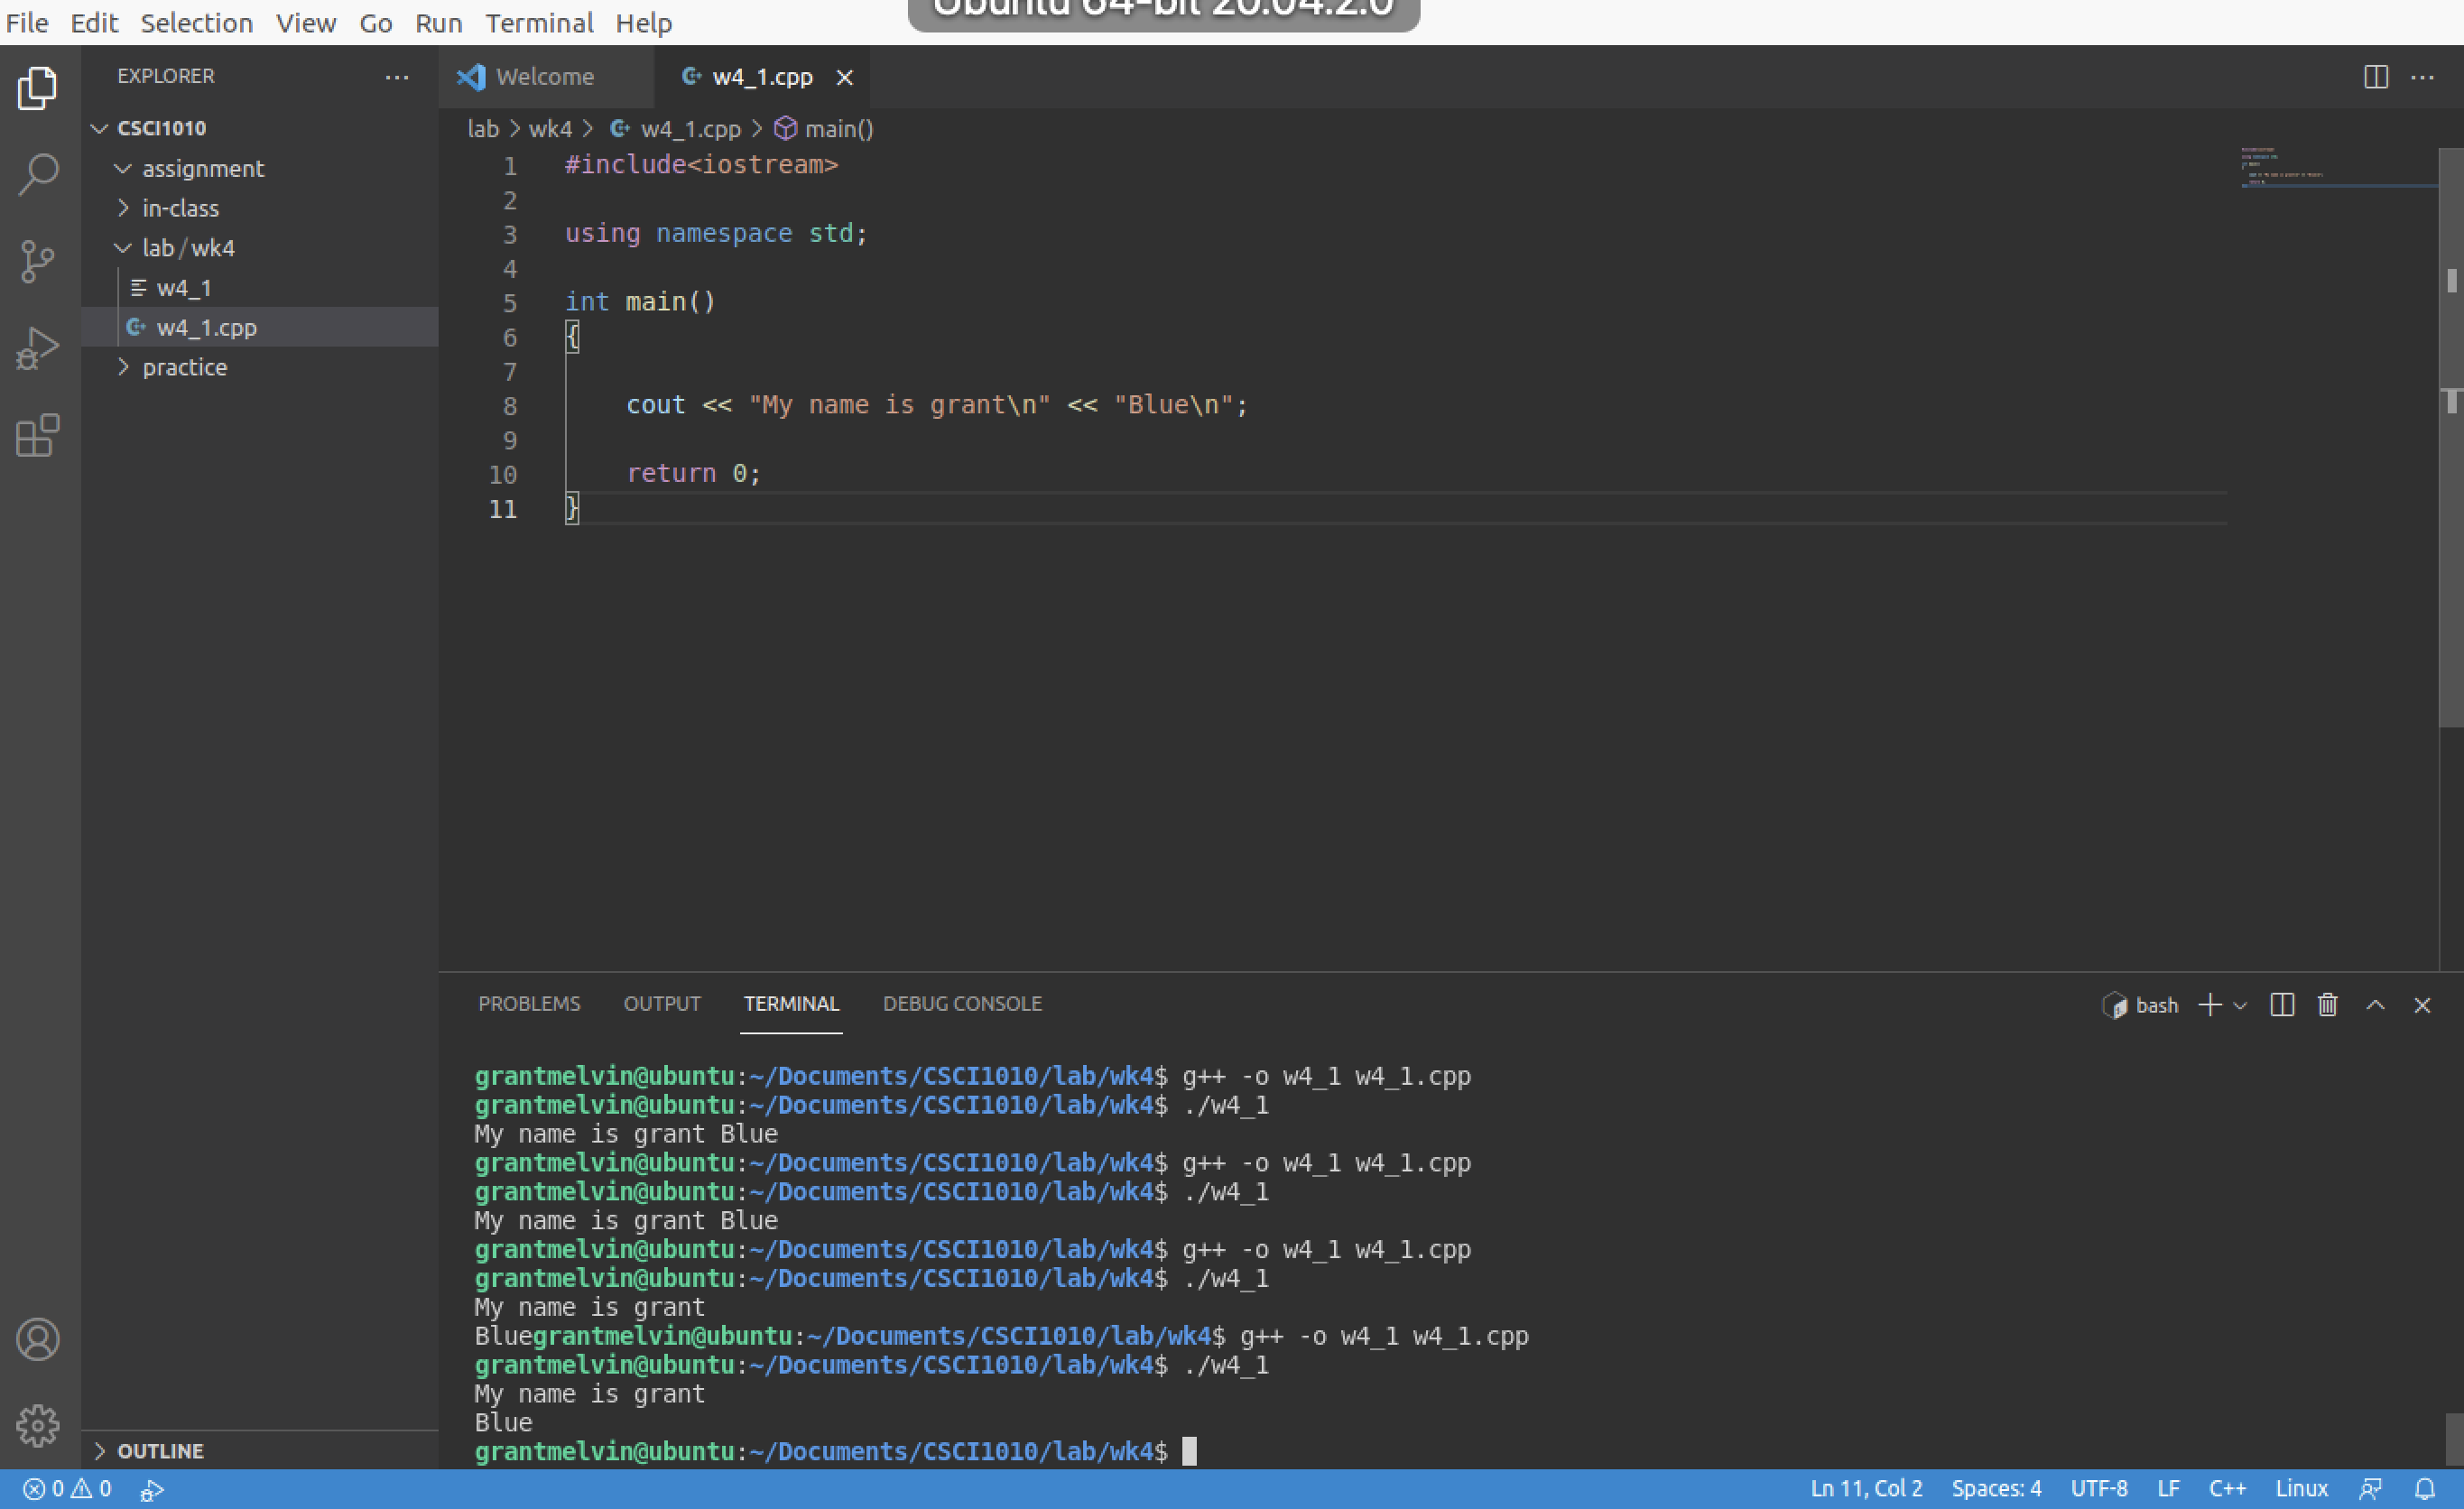 Ubuntu 64-bit 20.04.2.0
File Edit Selection View Go Run Terminal Help
EXPLORER
CSCI1010
assignment
in-class
lab / wk4
w4_1
w4_1.cpp
practice
OUTLINE
Welcome
w4_1.cpp
lab > wk4 > w4_1.cpp > main()
1 #include<iostream>
2
3 using namespace std;
4
5 int main()
6 {
7
8 cout << "My name is grant\n" << "Blue\n";
9
10 return 0;
11 }
PROBLEMS OUTPUT TERMINAL DEBUG CONSOLE
bash
grantmelvin@ubuntu:~/Documents/CSCI1010/lab/wk4$ g++ -o w4_1 w4_1.cpp
grantmelvin@ubuntu:~/Documents/CSCI1010/lab/wk4$ ./w4_1
My name is grant Blue
grantmelvin@ubuntu:~/Documents/CSCI1010/lab/wk4$ g++ -o w4_1 w4_1.cpp
grantmelvin@ubuntu:~/Documents/CSCI1010/lab/wk4$ ./w4_1
My name is grant Blue
grantmelvin@ubuntu:~/Documents/CSCI1010/lab/wk4$ g++ -o w4_1 w4_1.cpp
grantmelvin@ubuntu:~/Documents/CSCI1010/lab/wk4$ ./w4_1
My name is grant
Bluegrantmelvin@ubuntu:~/Documents/CSCI1010/lab/wk4$ g++ -o w4_1 w4_1.cpp
grantmelvin@ubuntu:~/Documents/CSCI1010/lab/wk4$ ./w4_1
My name is grant
Blue
grantmelvin@ubuntu:~/Documents/CSCI1010/lab/wk4$
0 0
Ln 11, Col 2 Spaces: 4 UTF-8 LF C++ Linux